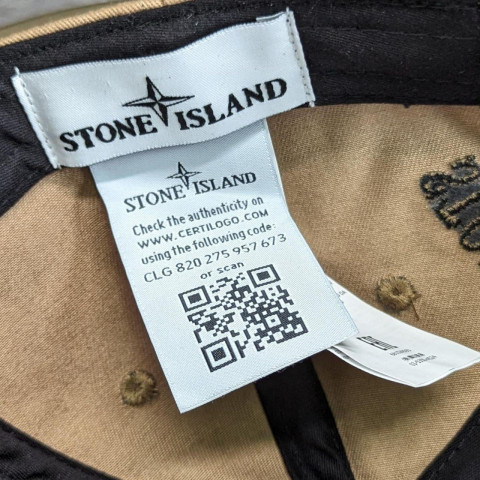 STONE ISLAND
STONE ISLAND
Check the authenticity on
WWW.CERTILOGO.COM
using the following code:
CLG 820 275 957 673
or scan